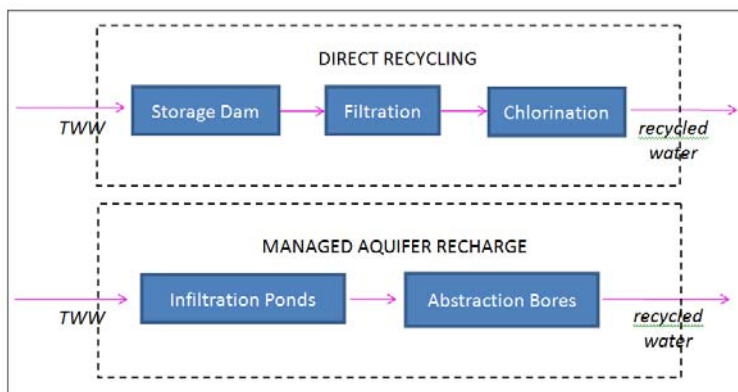 DIRECT RECYCLING
Storage Dam
Filtration
Chlorination
TWW
recycled
water
MANAGED AQUIFER RECHARGE
Infiltration Ponds
Abstraction Bores
TWW
recycled
water